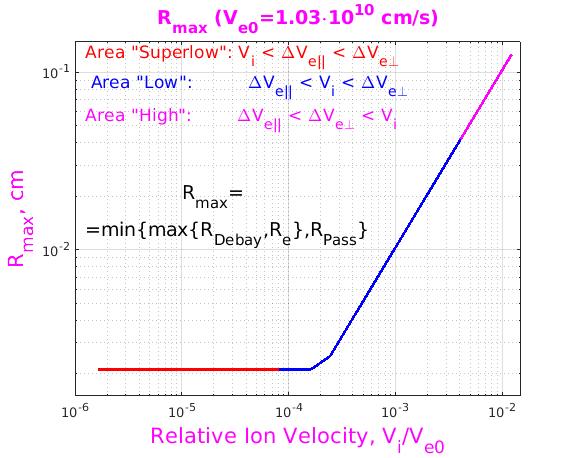 R_max (V_e0=1.03·10^10 cm/s)
Area "Superlow": V_i < ΔV_e|| < ΔV_e⊥
Area "Low": ΔV_e|| < V_i < ΔV_e⊥
Area "High": ΔV_e|| < ΔV_e⊥ < V_i
R_max=
=min{max{R_Debay,R_e},R_Pass}
R_max, cm
10^-1
10^-2
10^-6 10^-5 10^-4 10^-3 10^-2
Relative Ion Velocity, V_i/V_e0